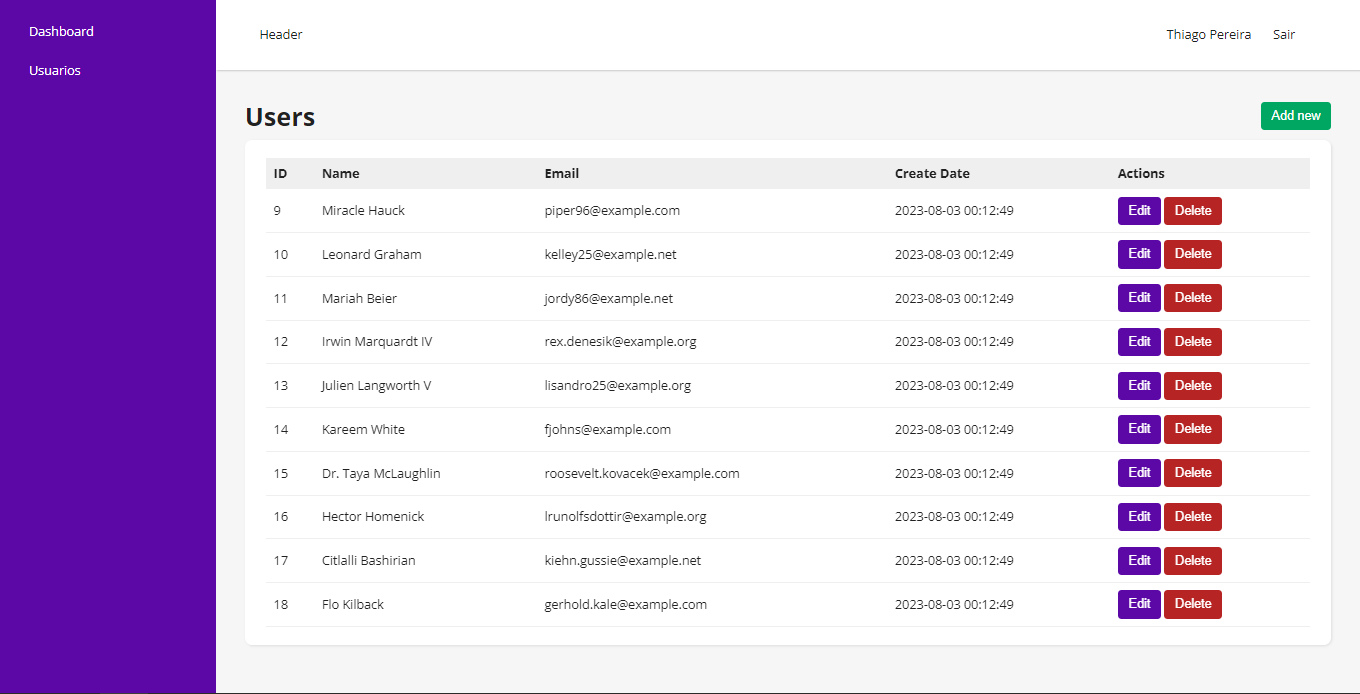 Dashboard
Usuarios
Header
Thiago Pereira Sair
Users
Add new
ID Name Email Create Date Actions
9 Miracle Hauck piper96@example.com 2023-08-03 00:12:49 Edit Delete
10 Leonard Graham kelley25@example.net 2023-08-03 00:12:49 Edit Delete
11 Mariah Beier jordy86@example.net 2023-08-03 00:12:49 Edit Delete
12 Irwin Marquardt IV rex.denesik@example.org 2023-08-03 00:12:49 Edit Delete
13 Julien Langworth V lisandro25@example.org 2023-08-03 00:12:49 Edit Delete
14 Kareem White fjohns@example.com 2023-08-03 00:12:49 Edit Delete
15 Dr. Taya McLaughlin roosevelt.kovacek@example.com 2023-08-03 00:12:49 Edit Delete
16 Hector Homenick lrunolfsdottir@example.org 2023-08-03 00:12:49 Edit Delete
17 Citlalli Bashirian kiehn.gussie@example.net 2023-08-03 00:12:49 Edit Delete
18 Flo Kilback gerhold.kale@example.com 2023-08-03 00:12:49 Edit Delete